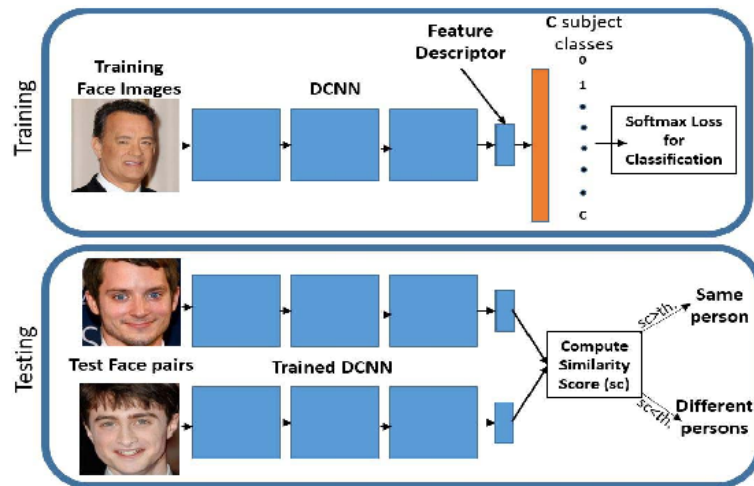 Training
Training
Face Images
DCNN
Feature
Descriptor
C subject
classes
0
1
C
Softmax Loss
for
Classification
Testing
Test Face pairs
Trained DCNN
Compute
Similarity
Score (sc)
sc>th.
Same
person
sc<th.
Different
persons